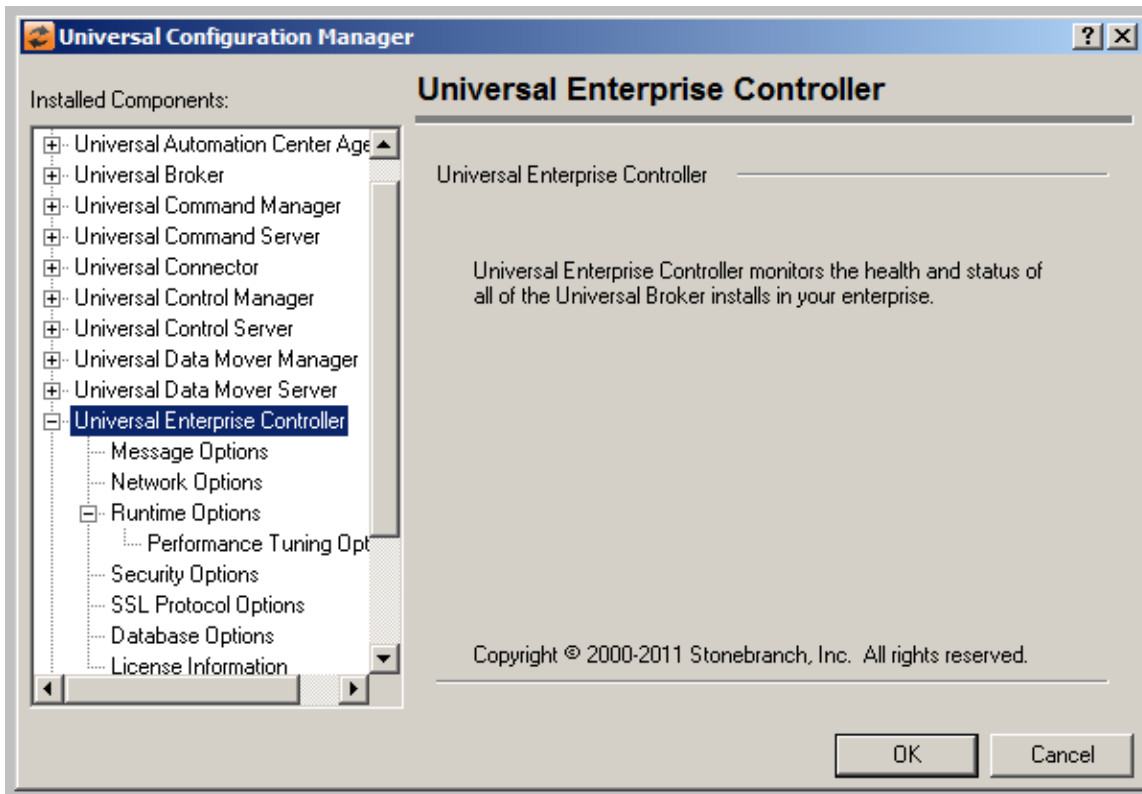 Universal Configuration Manager
Installed Components:
Universal Automation Center Age
Universal Broker
Universal Command Manager
Universal Command Server
Universal Connector
Universal Control Manager
Universal Control Server
Universal Data Mover Manager
Universal Data Mover Server
Universal Enterprise Controller
Message Options
Network Options
Runtime Options
Performance Tuning Opt
Security Options
SSL Protocol Options
Database Options
License Information
Universal Enterprise Controller
Universal Enterprise Controller
Universal Enterprise Controller monitors the health and status of
all of the Universal Broker installs in your enterprise.
Copyright © 2000-2011 Stonebranch, Inc. All rights reserved.
OK
Cancel